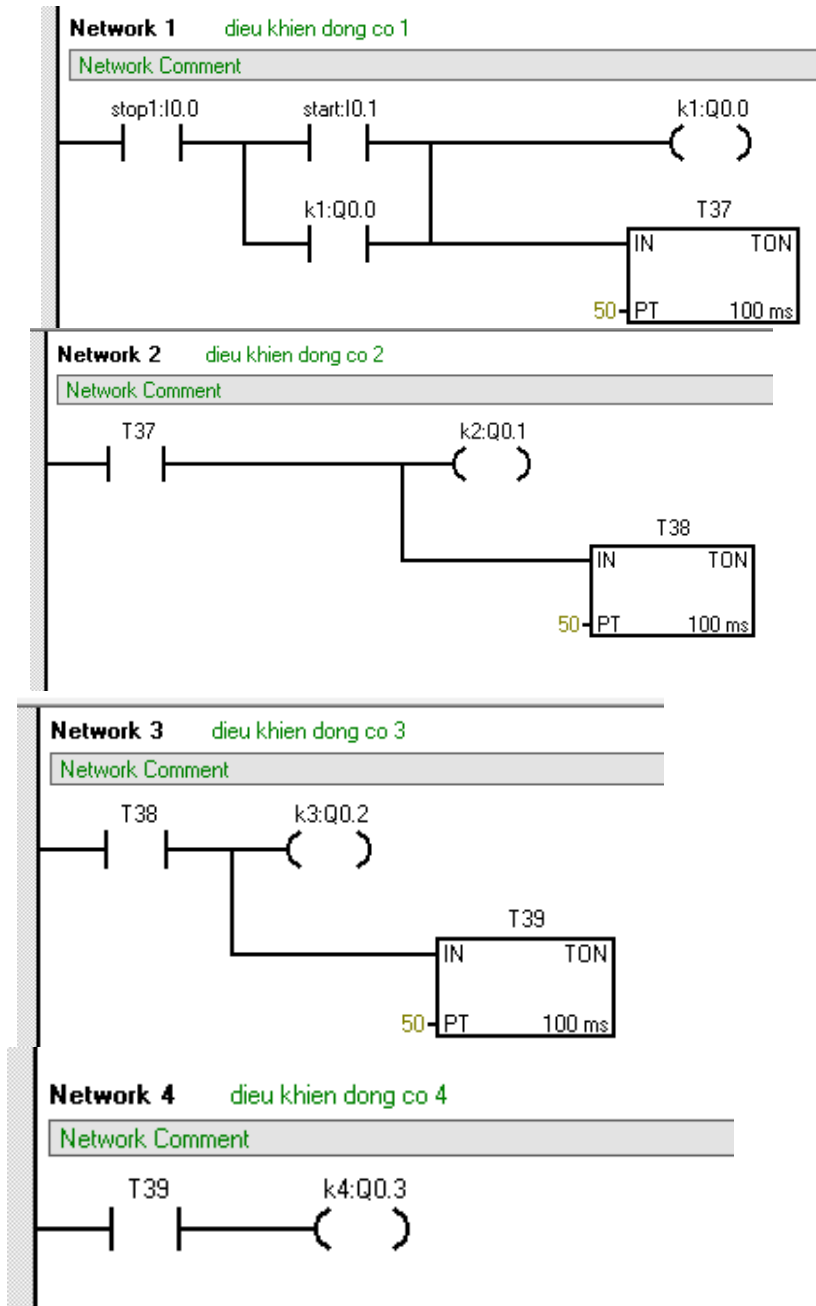 Network 1 dieu khien dong co 1
Network Comment
stop1:I0.0 start:I0.1 k1:Q0.0
k1:Q0.0 T37
IN TON
50 PT 100 ms
Network 2 dieu khien dong co 2
Network Comment
T37 k2:Q0.1
T38
IN TON
50 PT 100 ms
Network 3 dieu khien dong co 3
Network Comment
T38 k3:Q0.2
T39
IN TON
50 PT 100 ms
Network 4 dieu khien dong co 4
Network Comment
T39 k4:Q0.3